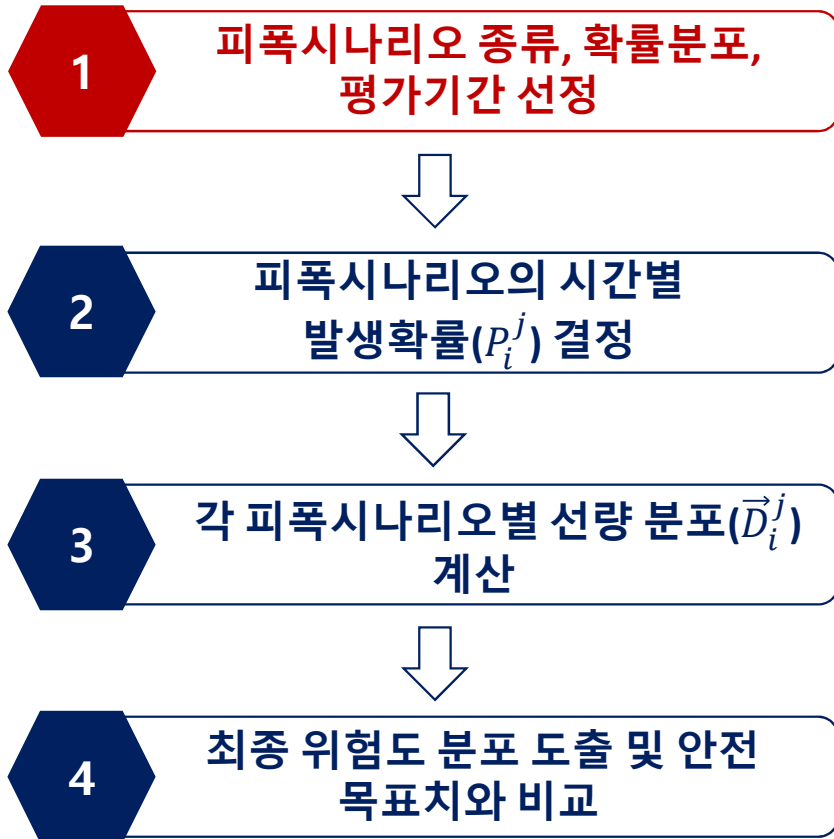 1
피폭시나리오 종류, 확률분포,
평가기간 선정
2
피폭시나리오의 시간별
발생확률(P_i^j) 결정
3
각 피폭시나리오별 선량 분포(\vec{D}_i^j)
계산
4
최종 위험도 분포 도출 및 안전
목표치와 비교